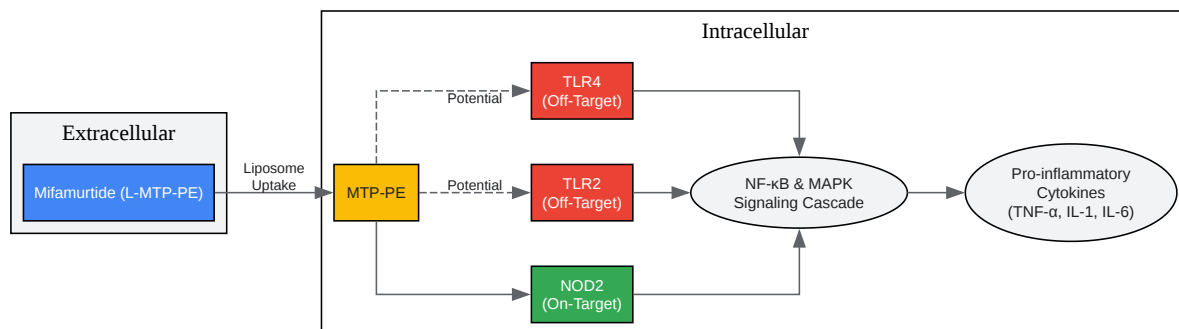 Intracellular
Extracellular
Mifamurtide (L-MTP-PE)
Liposome
Uptake
MTP-PE
Potential
TLR4
(Off-Target)
Potential
TLR2
(Off-Target)
NOD2
(On-Target)
NF-κB & MAPK
Signaling Cascade
Pro-inflammatory
Cytokines
(TNF-α, IL-1, IL-6)